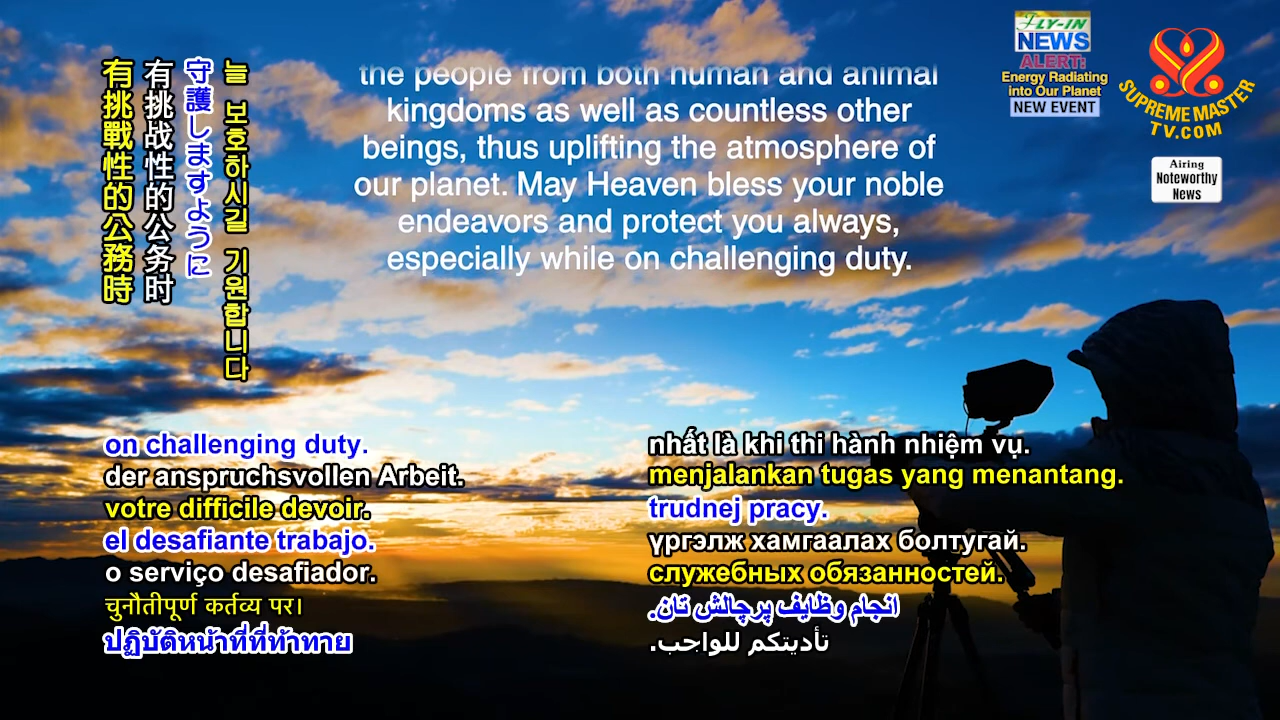 有挑戰性的公務時
有挑战性的公务时
守護しますように
늘 보호하시길 기원합니다
the people from both human and animal
kingdoms as well as countless other
beings, thus uplifting the atmosphere of
our planet. May Heaven bless your noble
endeavors and protect you always,
especially while on challenging duty.
FLY-IN
NEWS
ALERT:
Energy Radiating
into Our Planet
NEW EVENT
SUPREME MASTER
TV.COM
Airing
Noteworthy
News
on challenging duty.
der anspruchsvollen Arbeit.
votre difficile devoir.
el desafiante trabajo.
o serviço desafiador.
चुनौतीपूर्ण कर्तव्य पर।
ปฏิบัติหน้าที่ที่ท้าทาย
nhất là khi thi hành nhiệm vụ.
menjalankan tugas yang menantang.
trudnej pracy.
үргэлж хамгаалах болтугай.
служебных обязанностей.
انجام وظایف پرچالش تان.
تأديتكم للواجب.